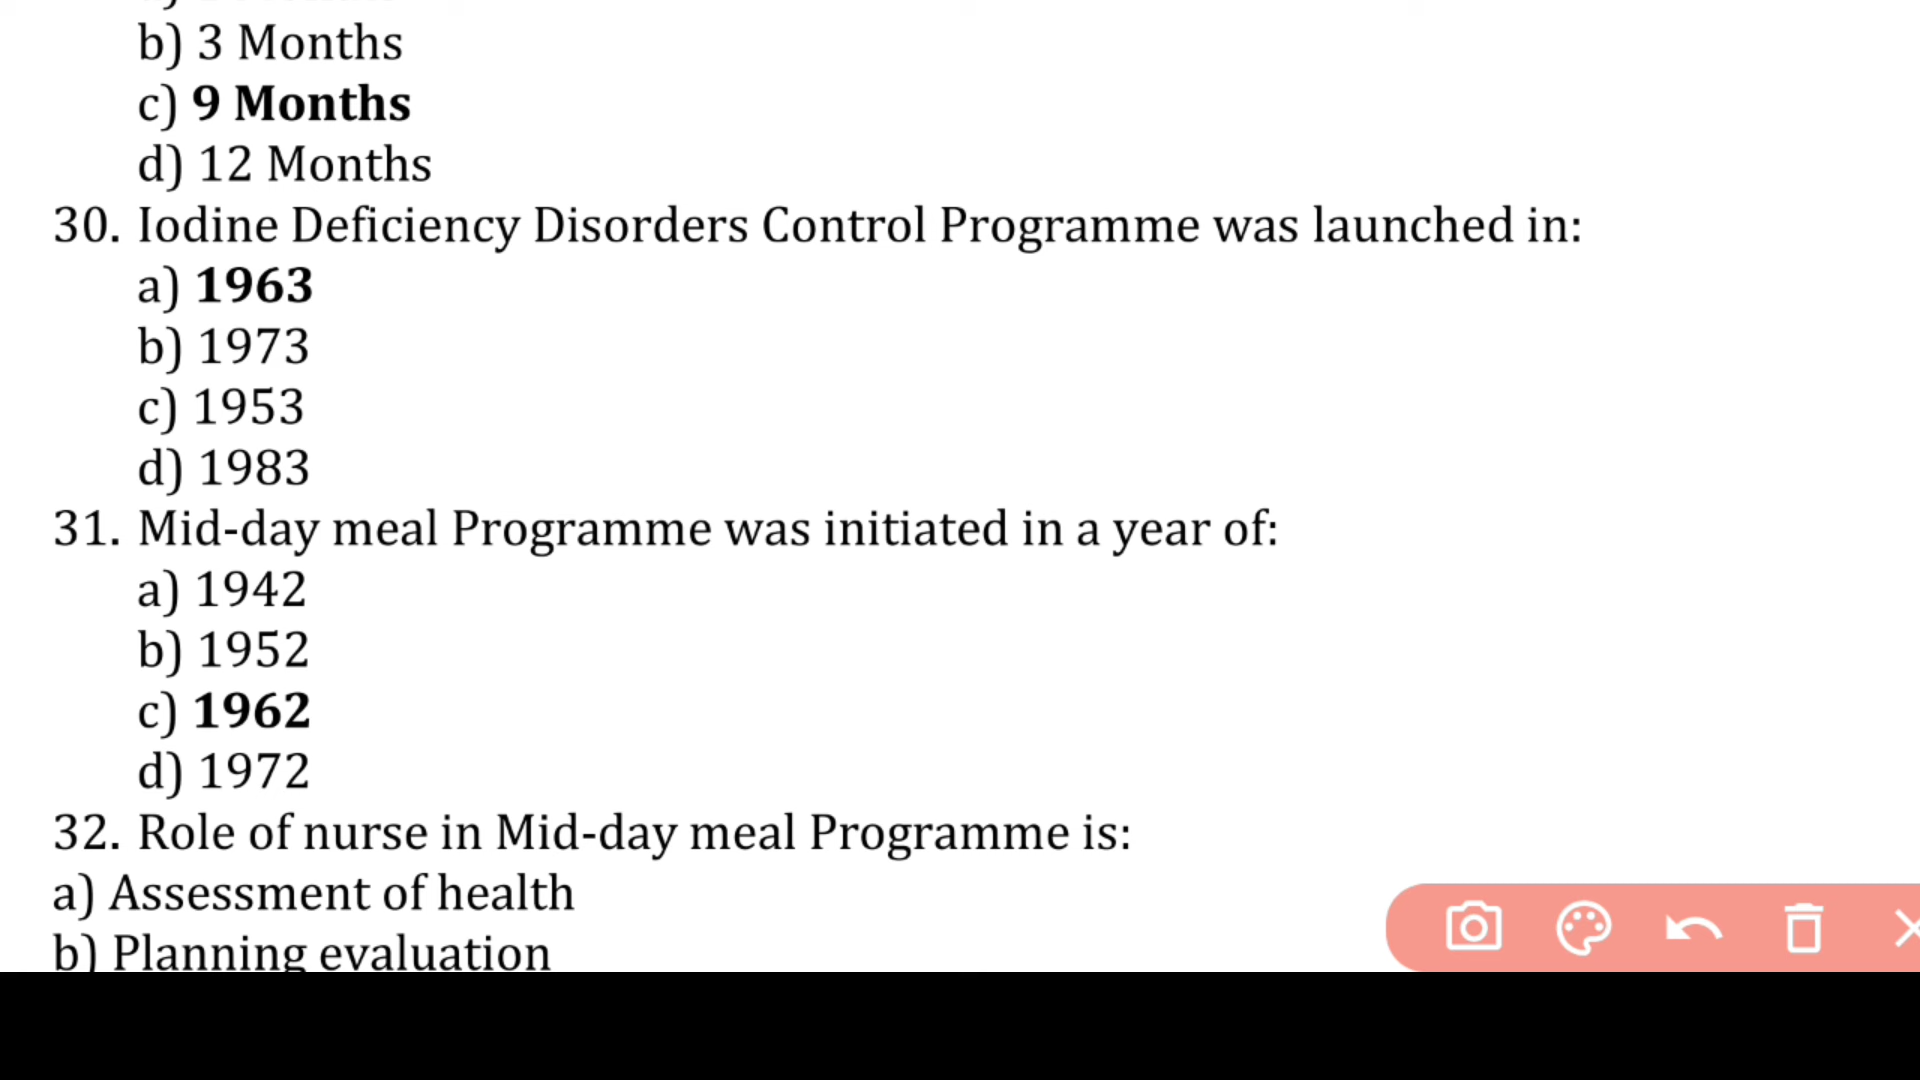 b) 3 Months
c) 9 Months
d) 12 Months
30. Iodine Deficiency Disorders Control Programme was launched in:
a) 1963
b) 1973
c) 1953
d) 1983
31. Mid-day meal Programme was initiated in a year of:
a) 1942
b) 1952
c) 1962
d) 1972
32. Role of nurse in Mid-day meal Programme is:
a) Assessment of health
b) Planning evaluation